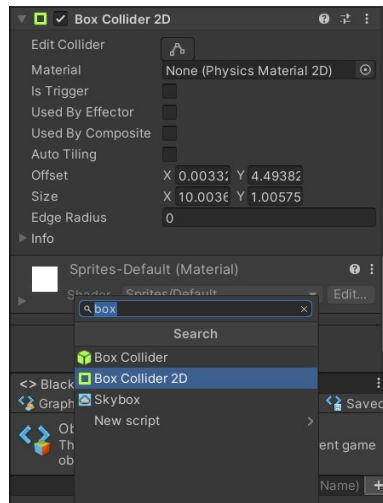 Box Collider 2D
Edit Collider
Material None (Physics Material 2D)
Is Trigger
Used By Effector
Used By Composite
Auto Tiling
Offset X 0.00332 Y 4.49382
Size X 10.0036 Y 1.00575
Edge Radius 0
Info
Sprites-Default (Material)
Shader Sprites/Default Edit...
box
Search
Box Collider
Box Collider 2D
Skybox
New script
<> Black
Graph Saved
Ob
Th ent game
ob
Name) +